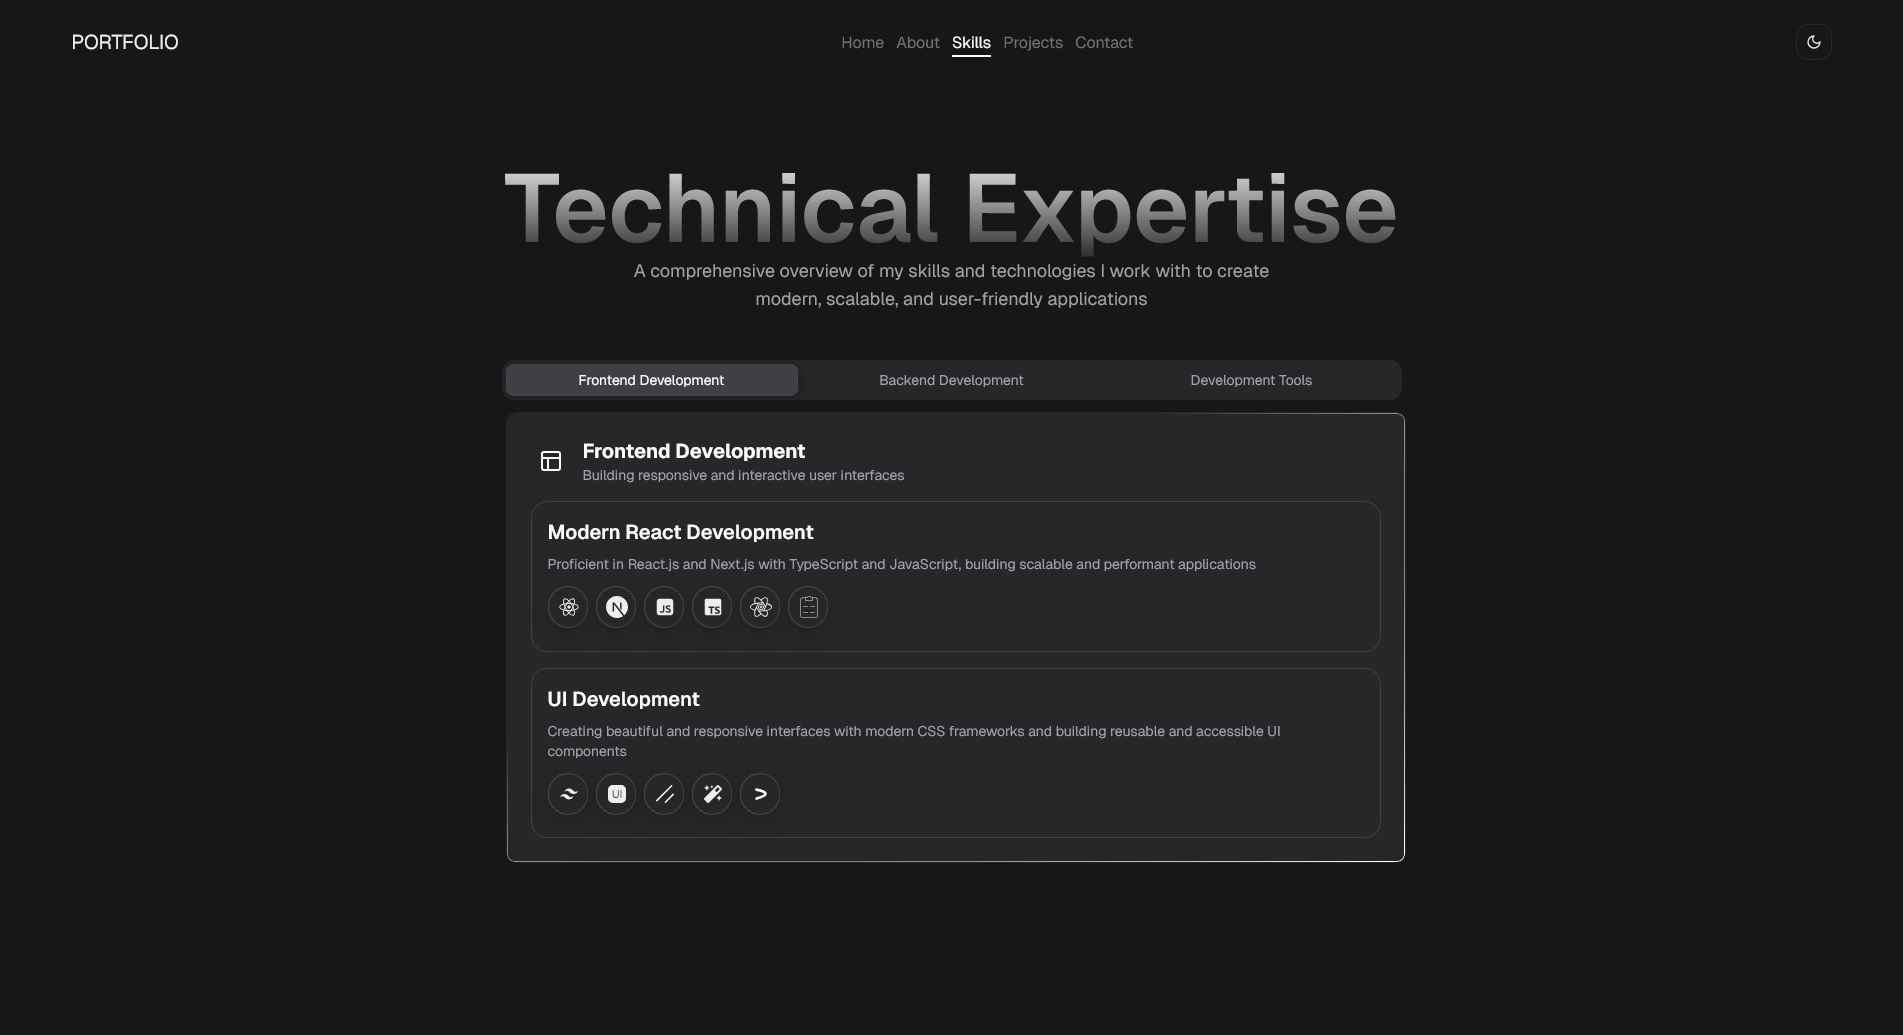 PORTFOLIO
Home About Skills Projects Contact
Technical Expertise
A comprehensive overview of my skills and technologies I work with to create
modern, scalable, and user-friendly applications
Frontend Development Backend Development Development Tools
Frontend Development
Building responsive and interactive user interfaces
Modern React Development
Proficient in React.js and Next.js with TypeScript and JavaScript, building scalable and performant applications
N JS TS
UI Development
Creating beautiful and responsive interfaces with modern CSS frameworks and building reusable and accessible UI
components
UI